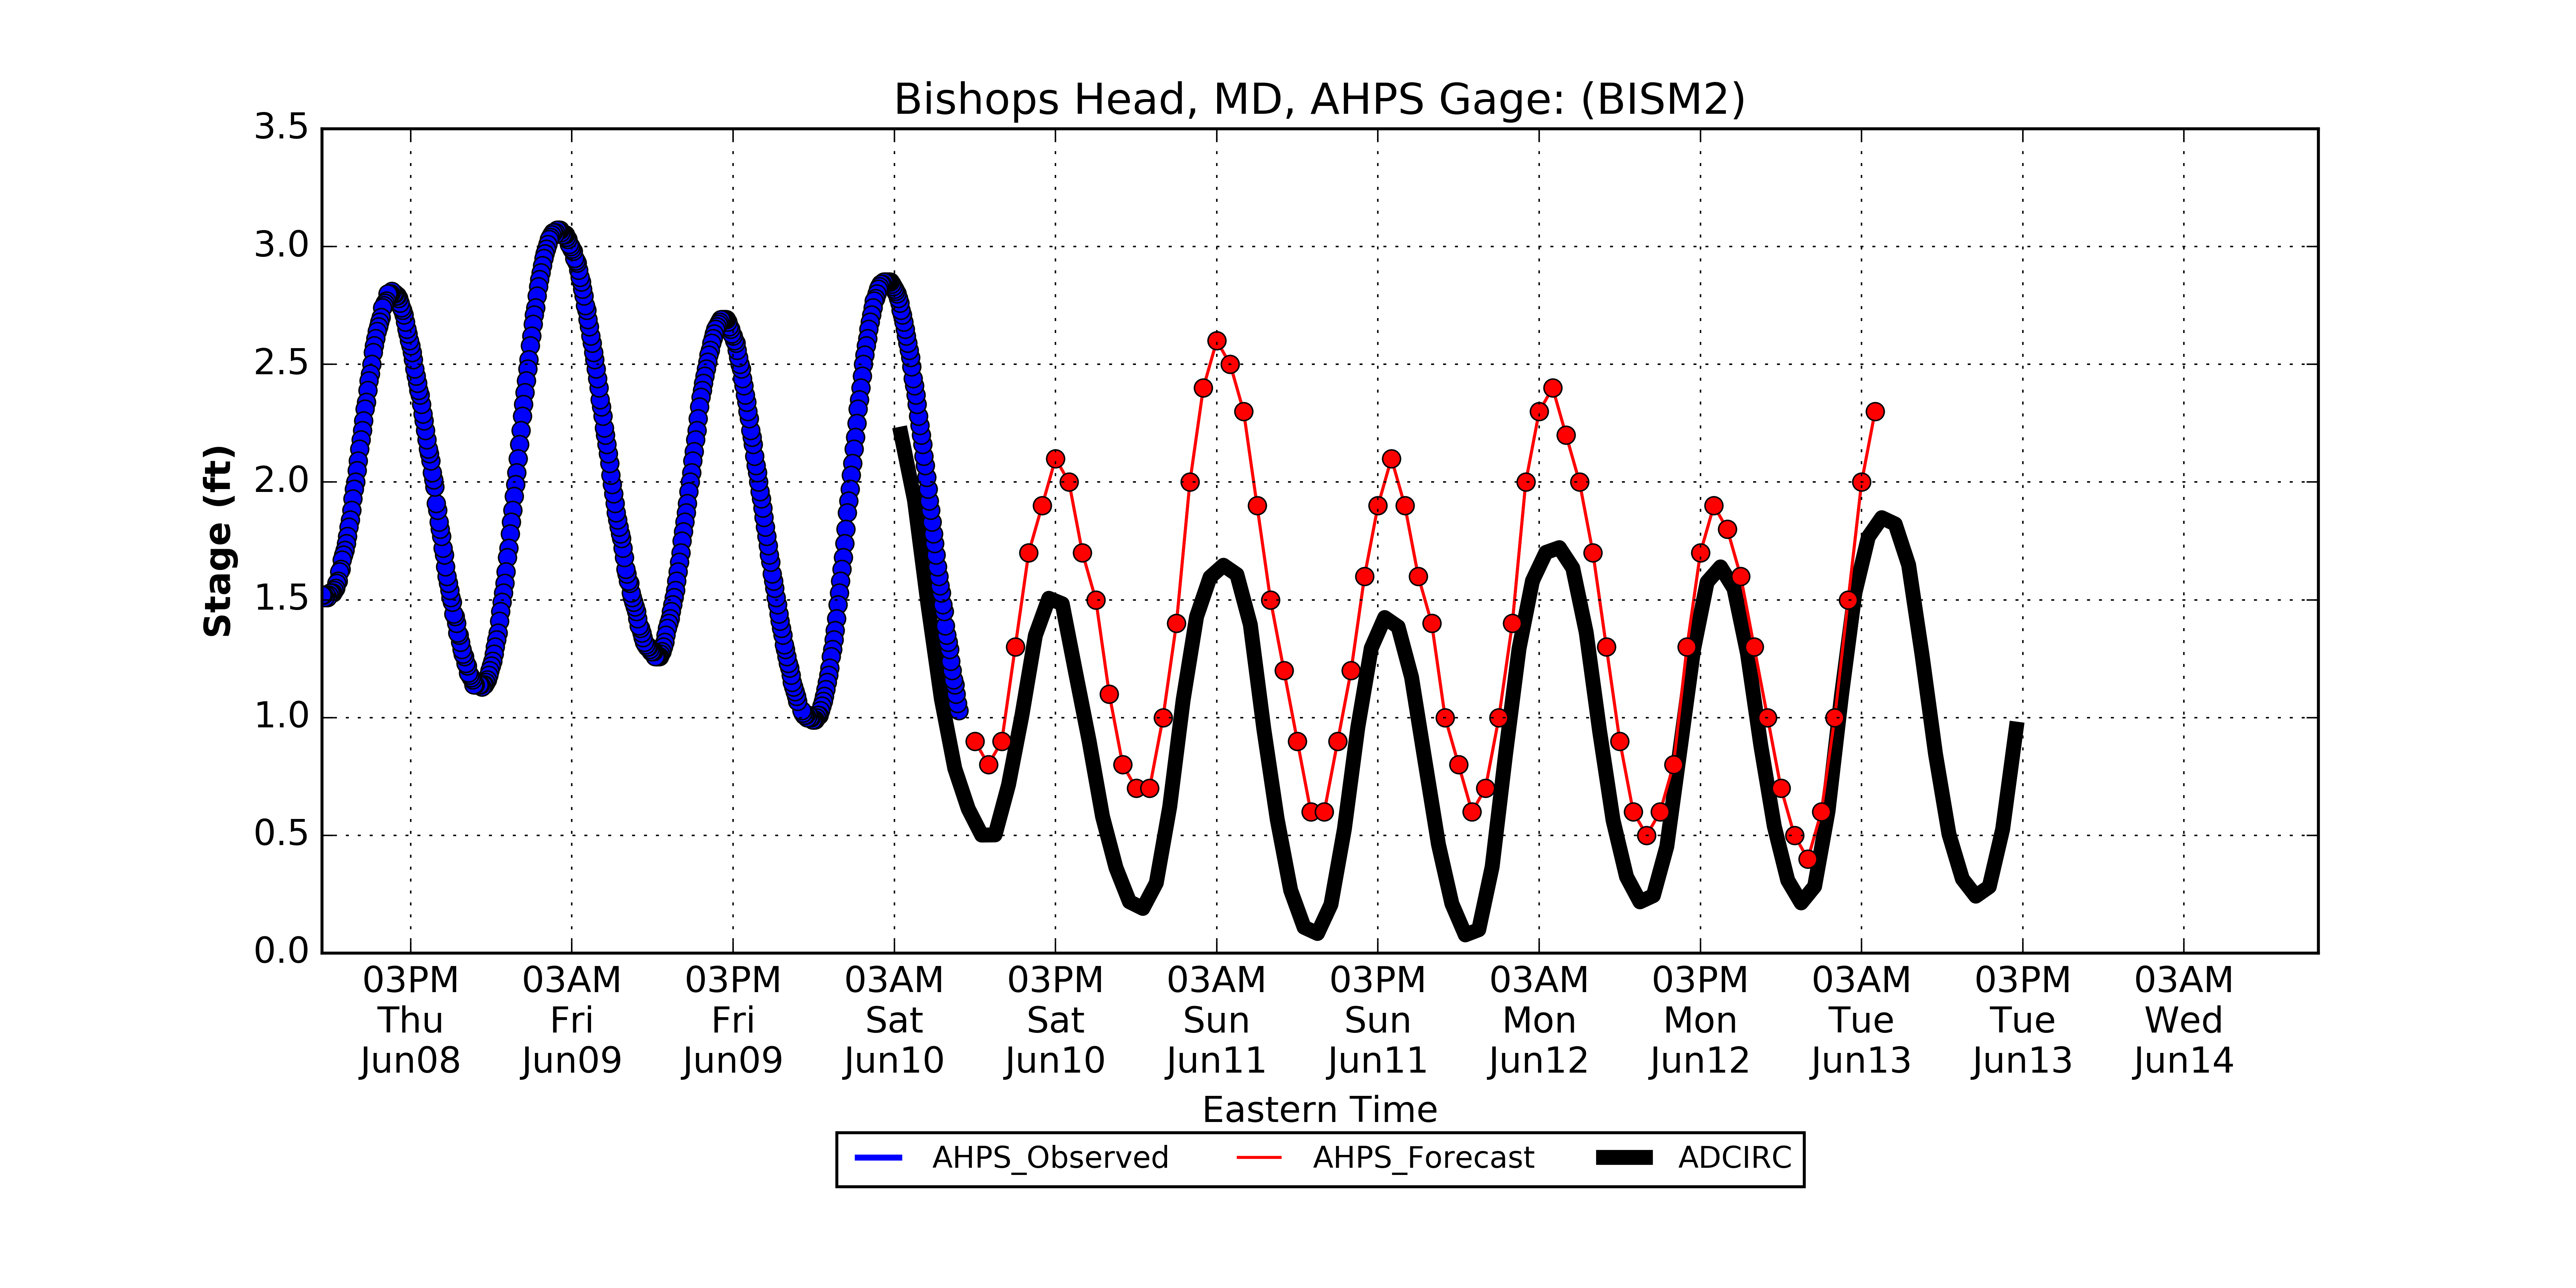 Bishops Head, MD, AHPS Gage: (BISM2)
3.5
3.0
2.5
2.0
1.5
1.0
0.5
0.0
Stage (ft)
03PM 03AM 03PM 03AM 03PM 03AM 03PM 03AM 03PM 03AM 03PM 03AM
Thu Fri Fri Sat Sat Sun Sun Mon Mon Tue Tue Wed
Jun08 Jun09 Jun09 Jun10 Jun10 Jun11 Jun11 Jun12 Jun12 Jun13 Jun13 Jun14
Eastern Time
AHPS_Observed AHPS_Forecast ADCIRC